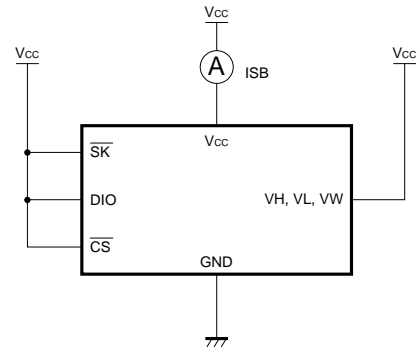 Vcc
A ISB
Vcc
Vcc
Vcc
SK
DIO
VH, VL, VW
CS
GND